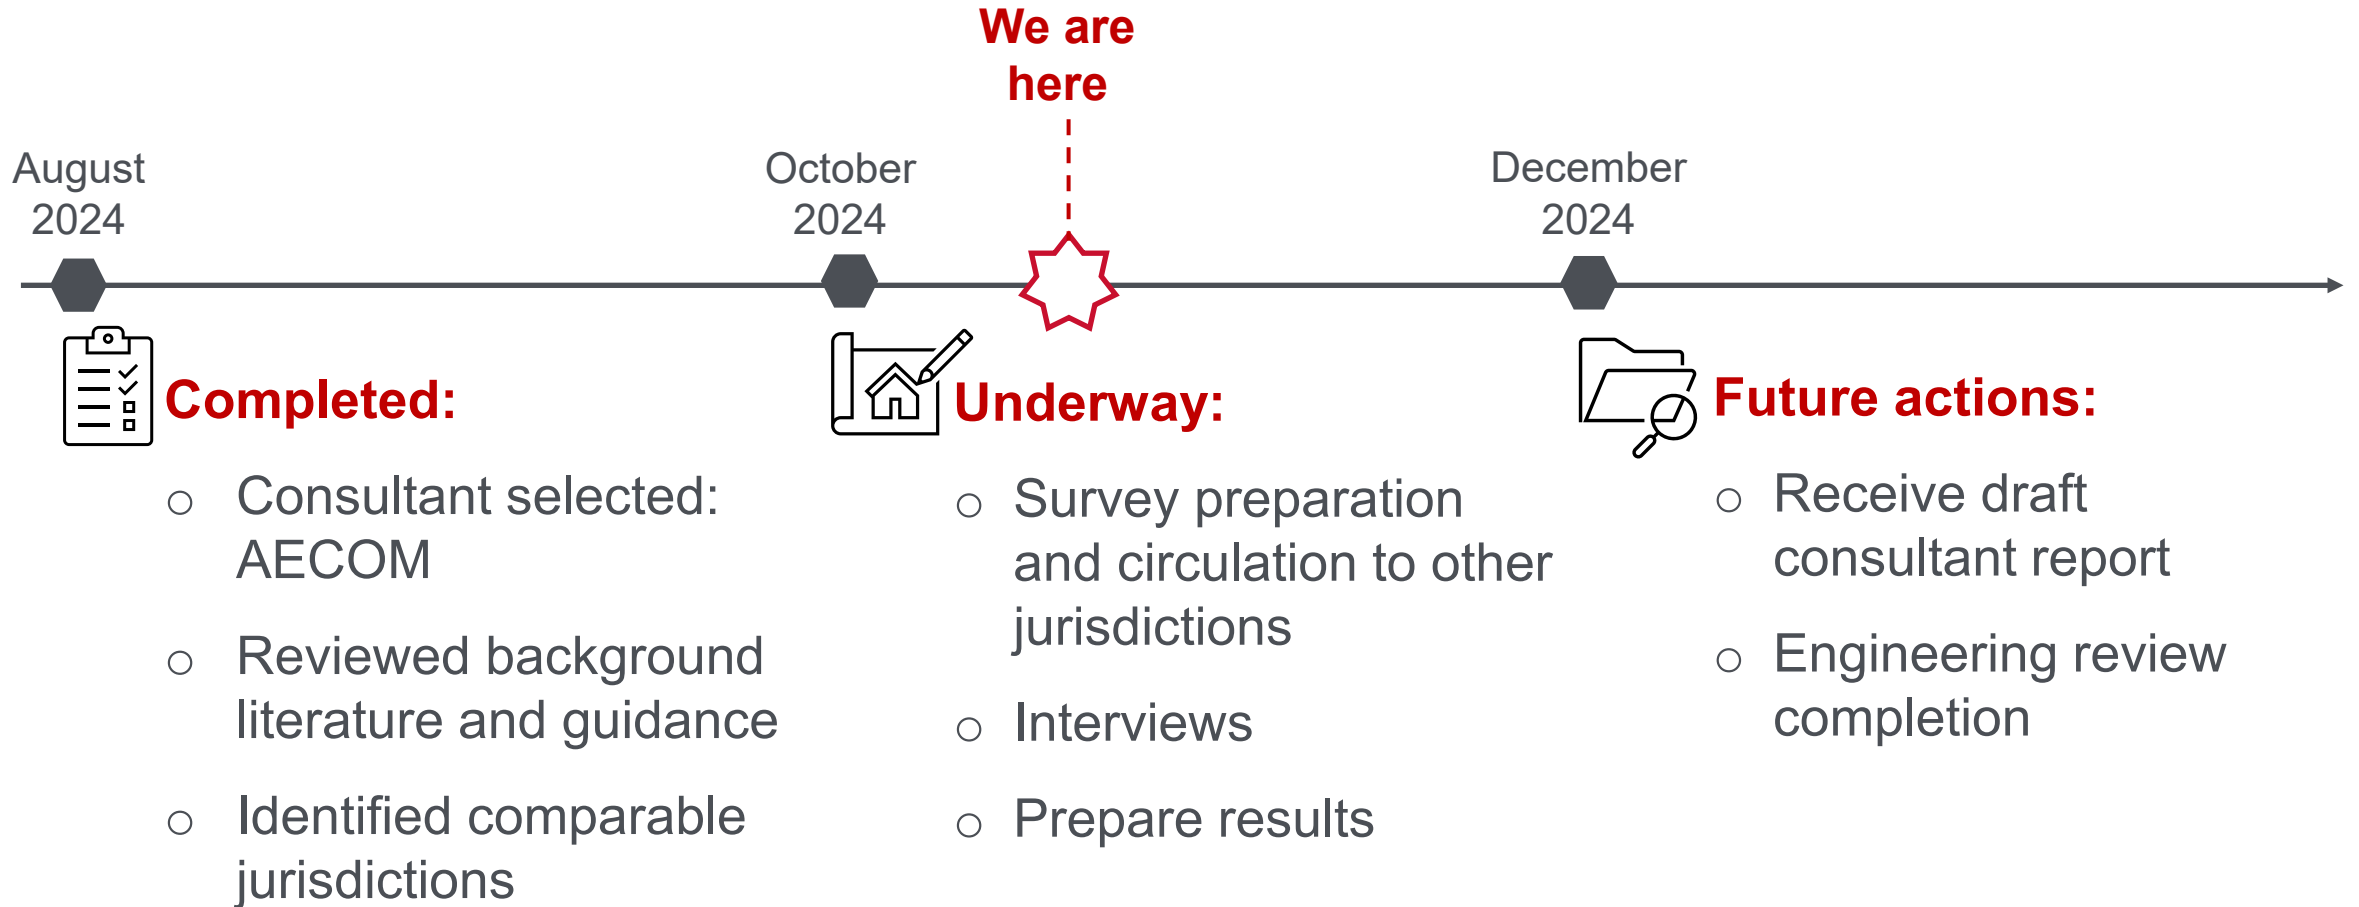 We are
here
August
2024
October
2024
December
2024
Completed:
○ Consultant selected:
AECOM
○ Reviewed background
literature and guidance
○ Identified comparable
jurisdictions
Underway:
○ Survey preparation
and circulation to other
jurisdictions
○ Interviews
○ Prepare results
Future actions:
○ Receive draft
consultant report
○ Engineering review
completion